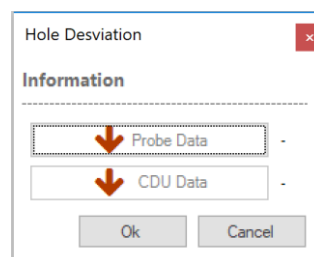 Hole Desviation
Information
Probe Data -
CDU Data -
Ok Cancel